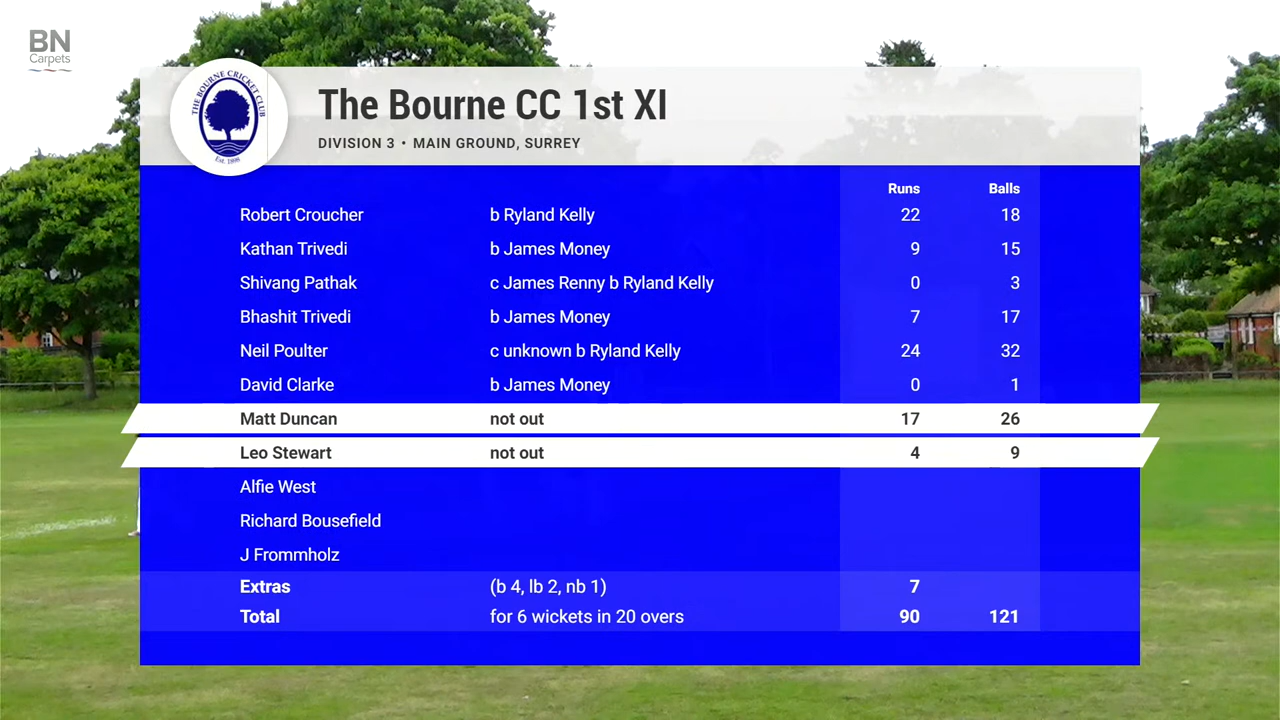 BN
Carpets
THE BOURNE CRICKET CLUB
Est. 1898
The Bourne CC 1st XI
DIVISION 3 • MAIN GROUND, SURREY
Runs Balls
Robert Croucher b Ryland Kelly 22 18
Kathan Trivedi b James Money 9 15
Shivang Pathak c James Renny b Ryland Kelly 0 3
Bhashit Trivedi b James Money 7 17
Neil Poulter c unknown b Ryland Kelly 24 32
David Clarke b James Money 0 1
Matt Duncan not out 17 26
Leo Stewart not out 4 9
Alfie West
Richard Bousefield
J Frommholz
Extras (b 4, lb 2, nb 1) 7
Total for 6 wickets in 20 overs 90 121